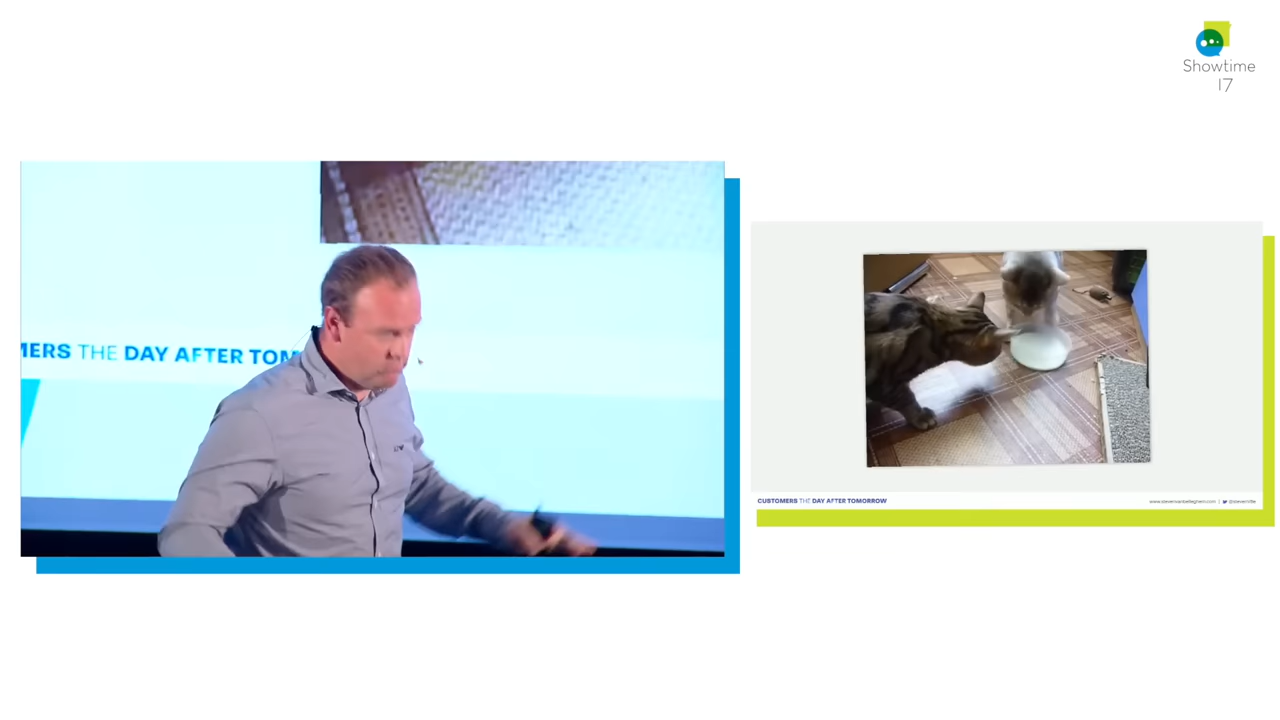 Showtime
17
MERS THE DAY AFTER TOM
CUSTOMERS THE DAY AFTER TOMORROW